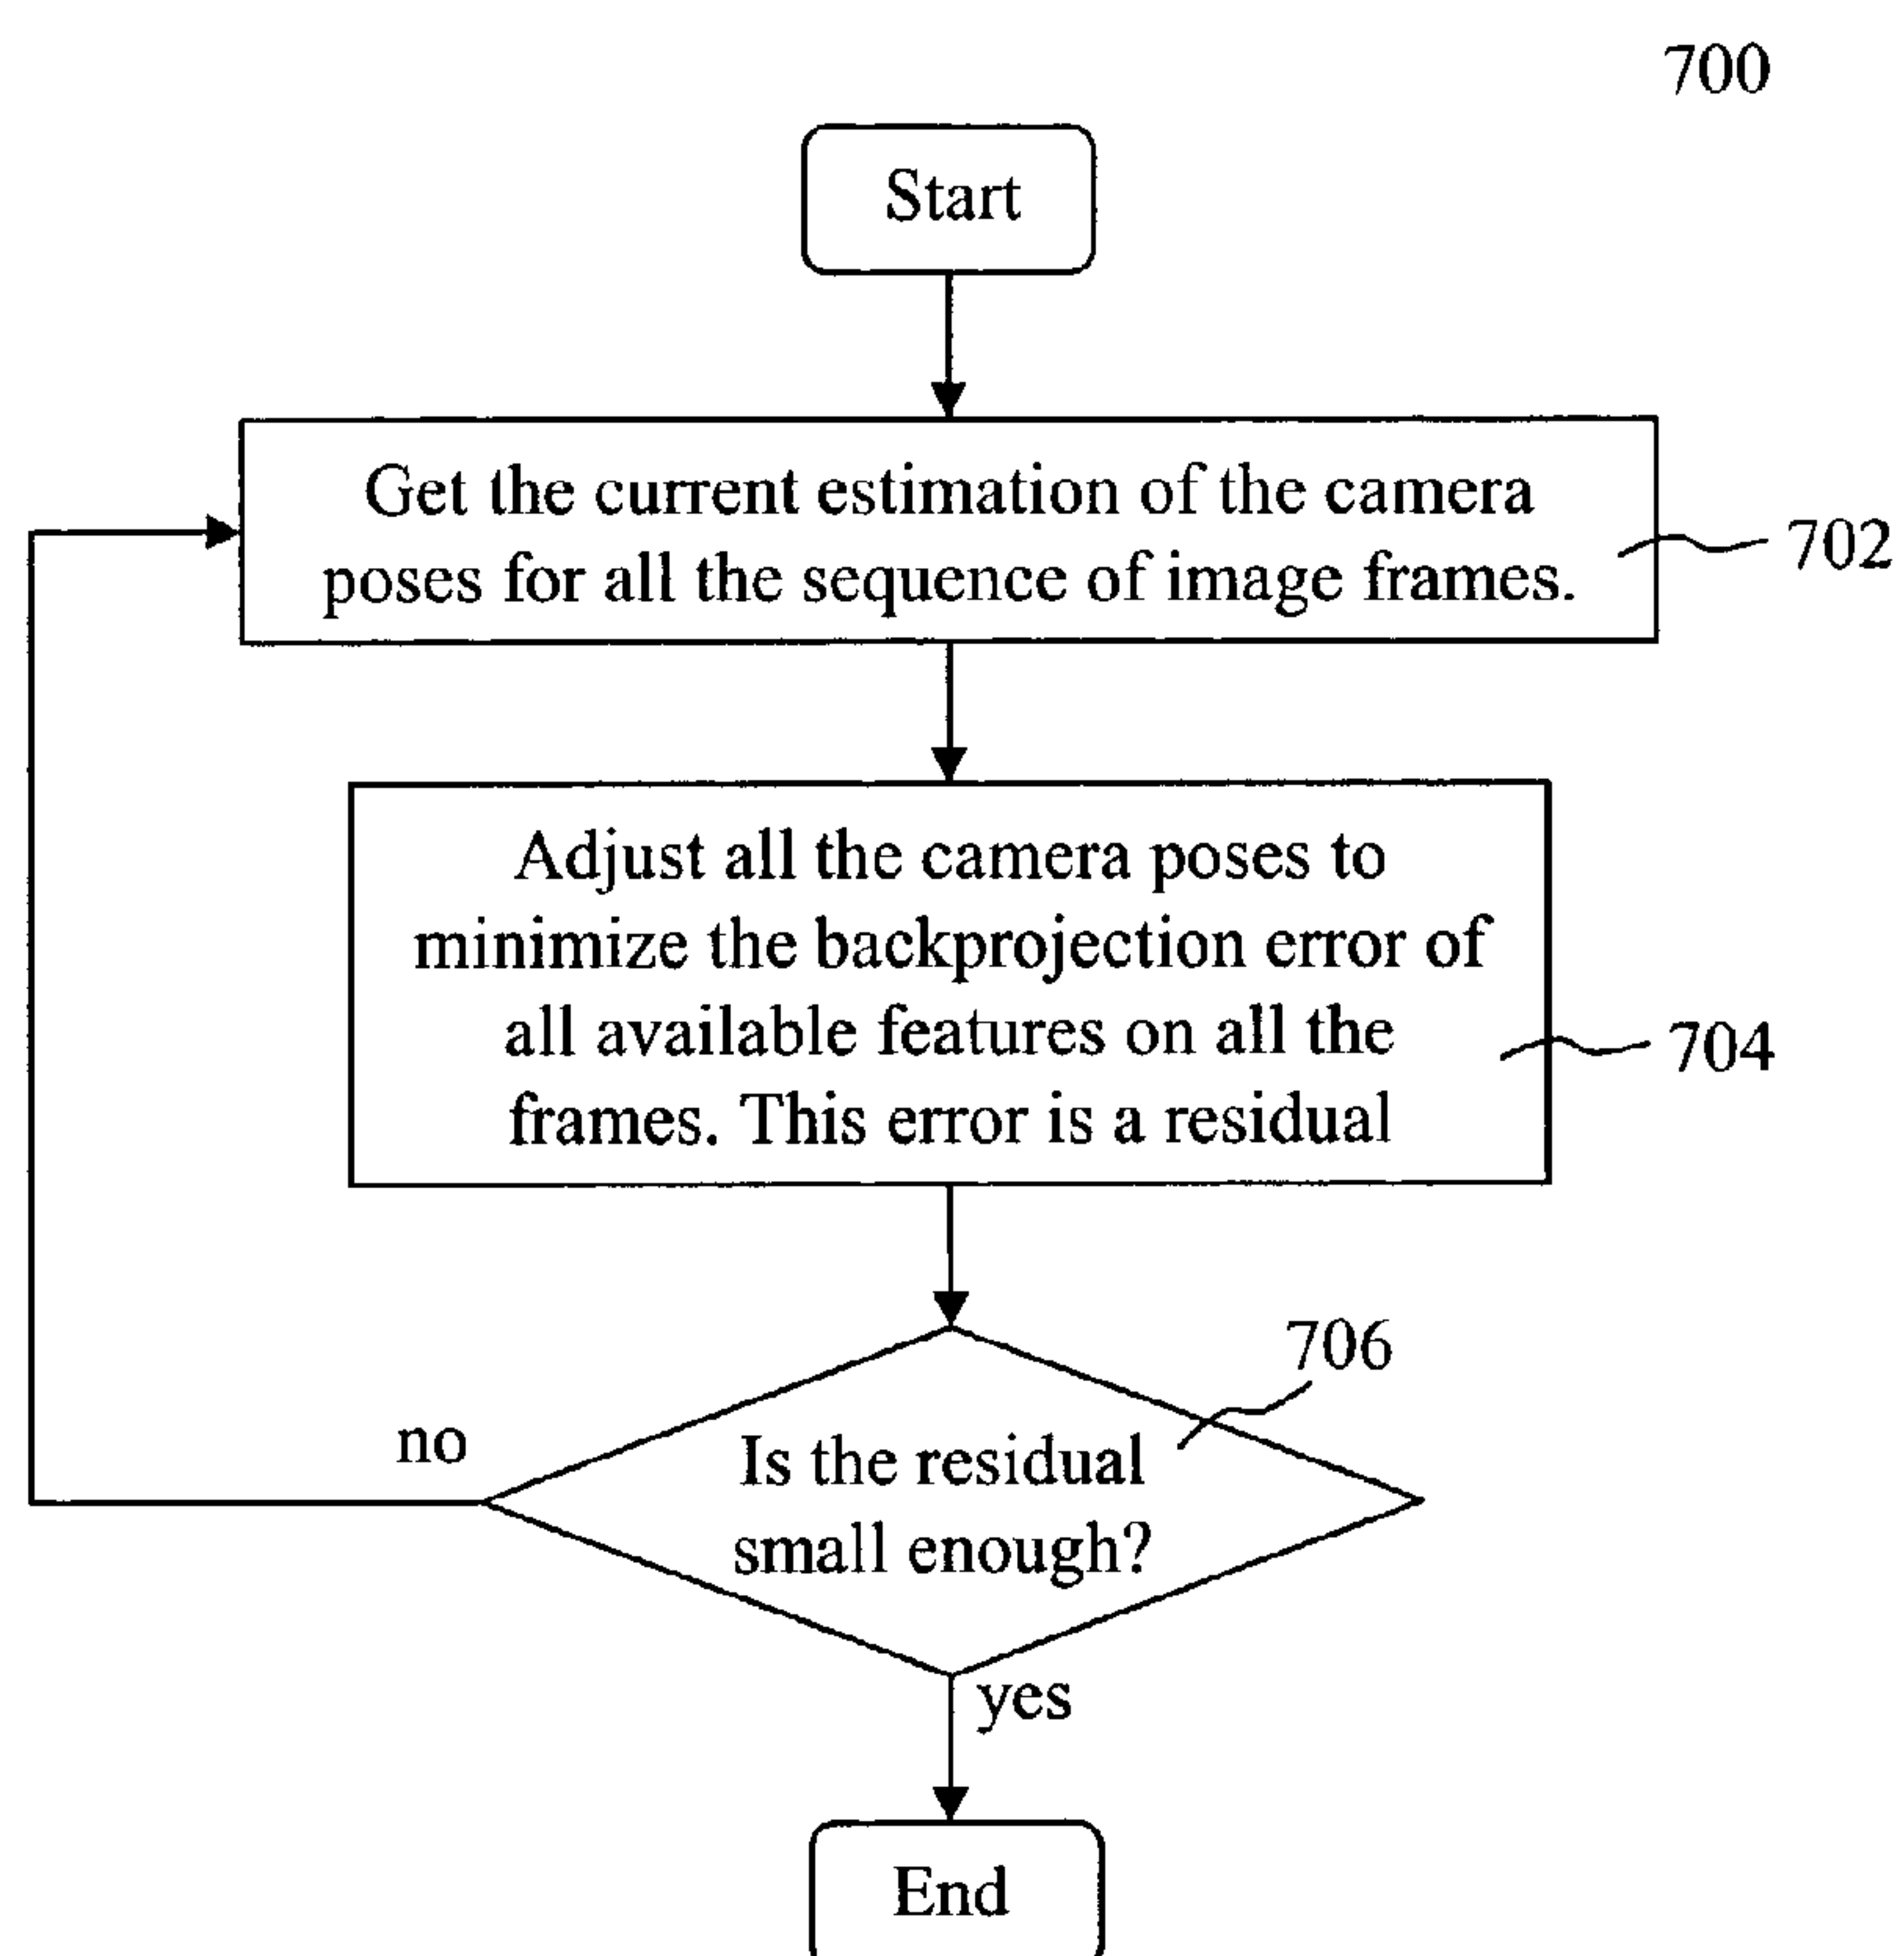 700
Start
Get the current estimation of the camera
poses for all the sequence of image frames.
702
Adjust all the camera poses to
minimize the backprojection error of
all available features on all the
frames. This error is a residual
704
706
no
Is the residual
small enough?
yes
End